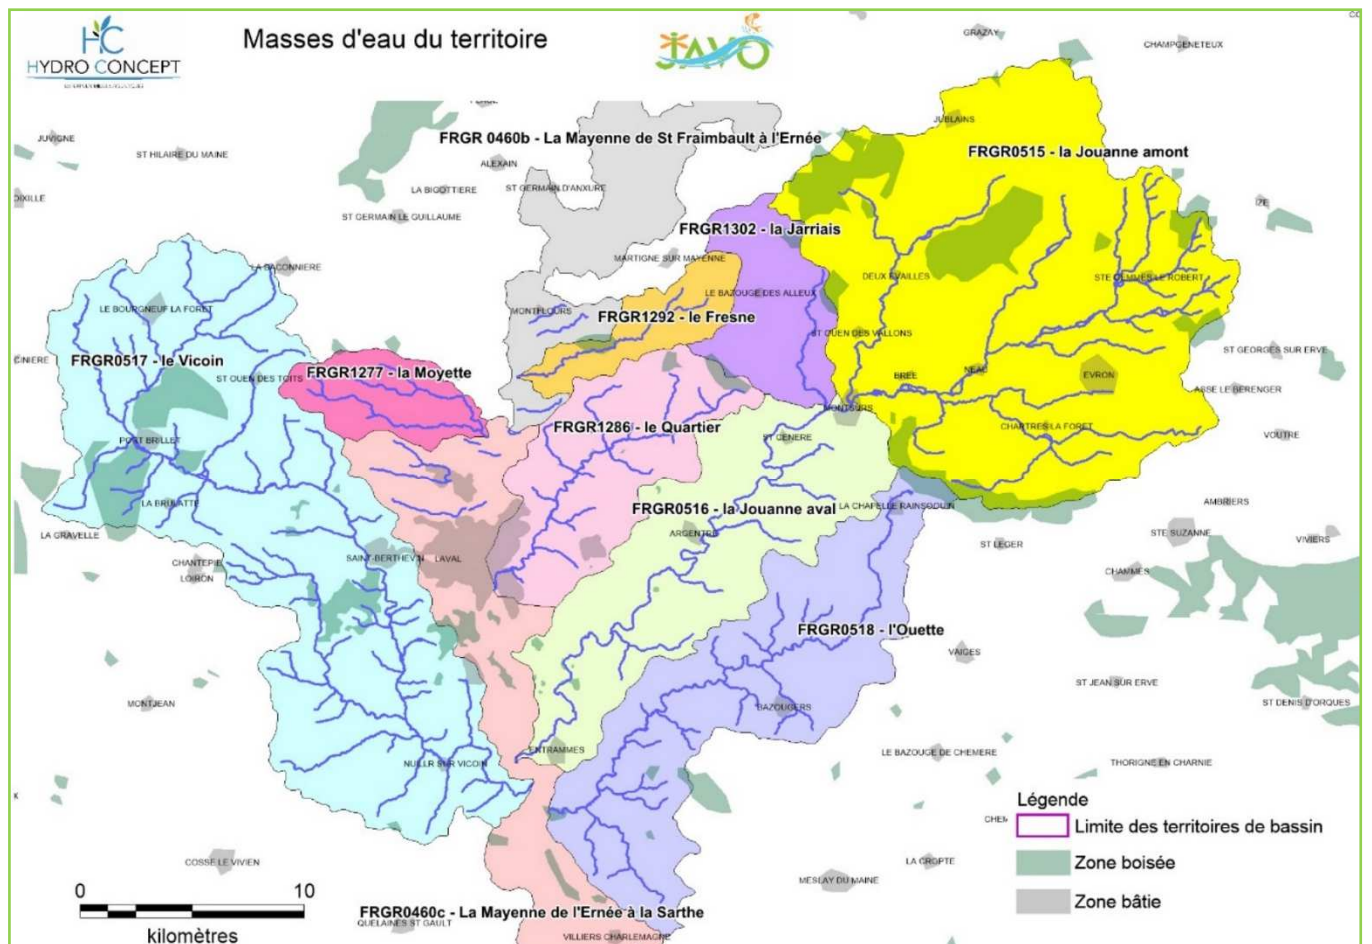 HC
HYDRO CONCEPT
Masses d'eau du territoire
JAVO
GRAZAY
CHAMPGENETEUX
JUVIGNE
ST HILAIRE DU MAINE
ALEXAIN
FRGR 0460b - La Mayenne de St Fraimbault à l'Ernée
JUBLAINS
FRGR0515 - la Jouanne amont
LA BIGOTTIERE
ST GERMAIN D'ANXURE
ST GERMAIN LE GUILLAUME
IZE
FRGR1302 - la Jarriais
MARTIGNE SUR MAYENNE
LA BACONNIERE
DEUX EVAILLES
STE GEMMES LE ROBERT
LE BAZOUGE DES ALLEUX
LE BOURGNEUF LA FORET
MONTFLOURS
FRGR1292 - le Fresne
ST OUEN DES VALLONS
ST GEORGES SUR ERVE
FRGR0517 - le Vicoin
ST OUEN DES TOITS
FRGR1277 - la Moyette
BREE
NEAU
EVRON
ASSE LE BERENGER
MONTSURS
FRGR1286 - le Quartier
CHARTRES LA FORET
PORT BRILLET
ST CENERE
VOUTRE
LA BRULATTE
FRGR0516 - la Jouanne aval
LA CHAPELLE RAINSOUIN
AMBRIERS
LA GRAVELLE
ARGENTRE
ST LEGER
STE SUZANNE
VIVIERS
CHANTEPIE
LOIRON
SAINT-BERTHEVIN
LAVAL
CHAMMES
FRGR0518 - l'Ouette
VAIGES
ST JEAN SUR ERVE
MONTJEAN
BAZOUGERS
ST DENIS D'ORQUES
ENTRAMMES
LE BAZOUGE DE CHEMERE
THORIGNE EN CHARNIE
NUILLR SUR VICOIN
Légende
CHEM
Limite des territoires de bassin
COSSE LE VIVIEN
LA CROPTE
Zone boisée
MESLAY DU MAINE
0 10
Zone bâtie
FRGR0460c - La Mayenne de l'Ernée à la Sarthe
QUELAINES ST GAULT
kilomètres
VILLIERS CHARLEMAGNE